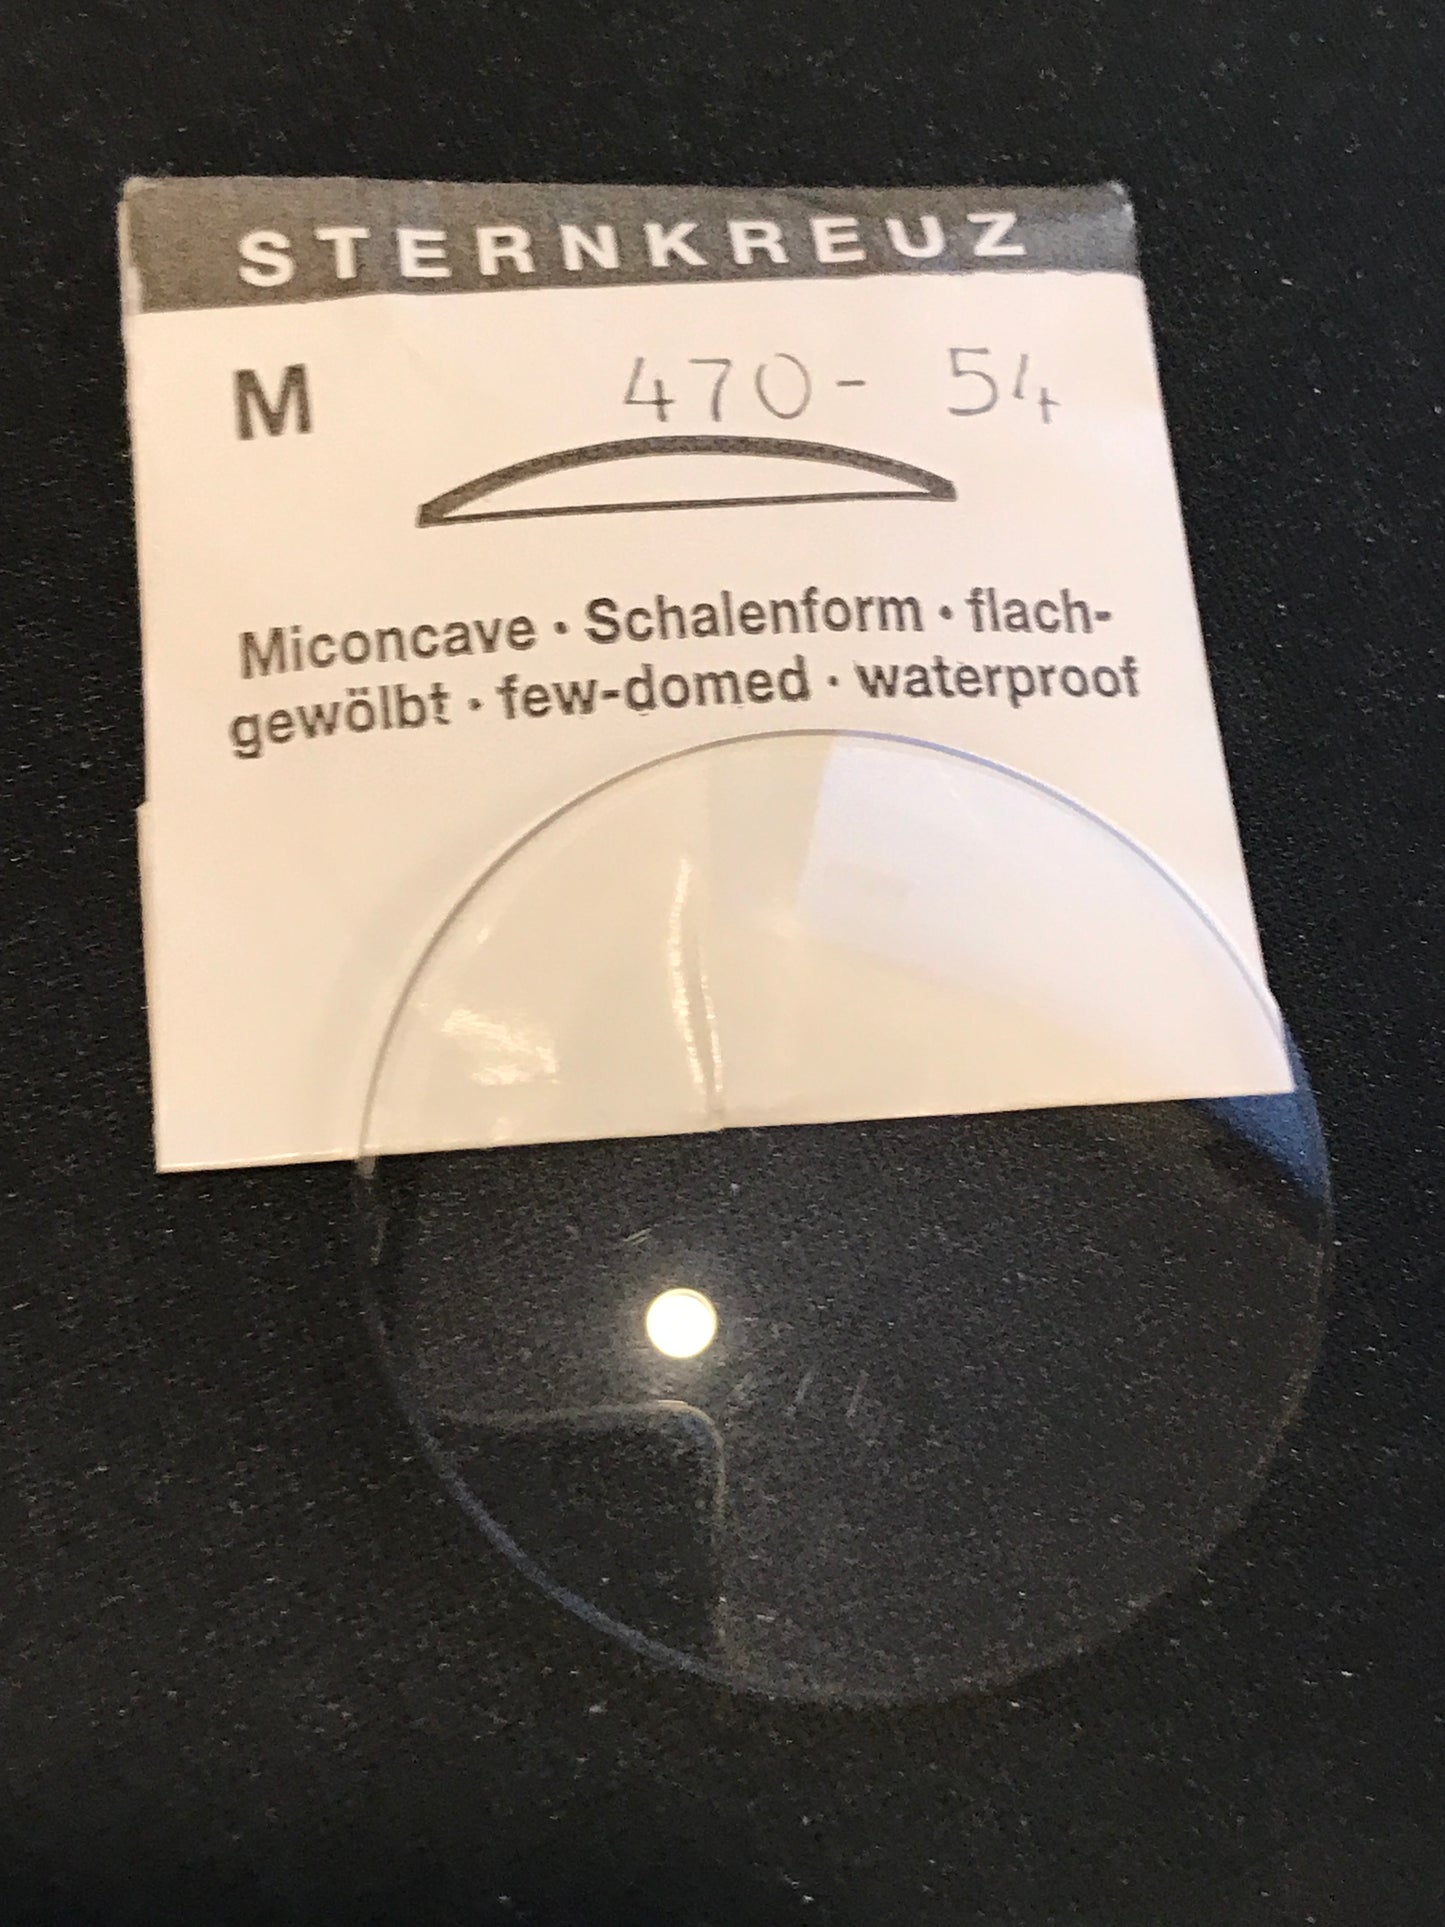 STERNKREUZ
M 470- 54
Miconcave · Schalenform · flach-
gewölbt · few-domed · waterproof